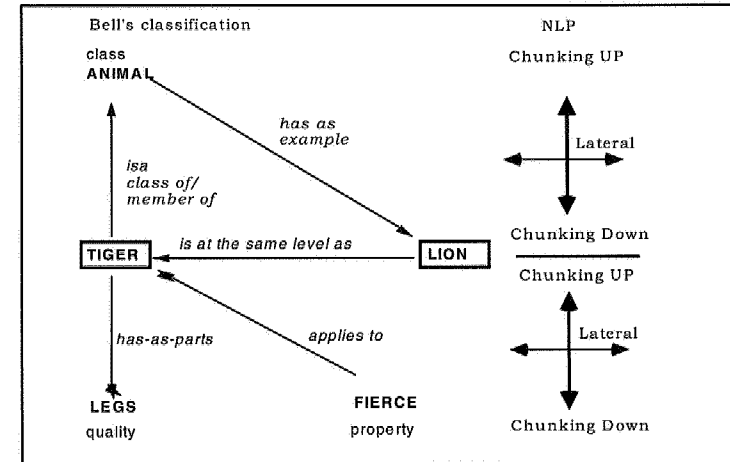 Bell's classification
NLP
class
ANIMAL
Chunking UP
has as
example
Lateral
isa
class of/
member of
Chunking Down
TIGER
is at the same level as
LION
Chunking UP
has-as-parts
applies to
Lateral
LEGS
quality
FIERCE
property
Chunking Down